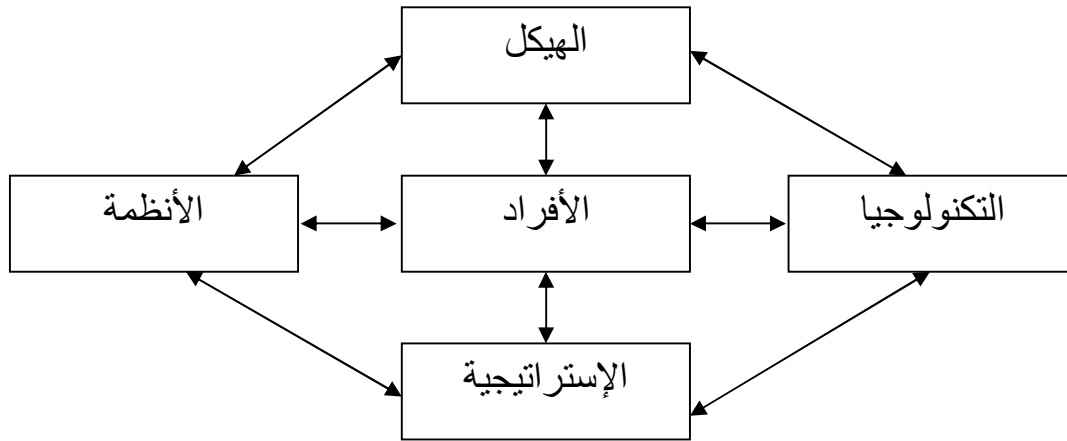 الهيكل
التكنولوجيا
الأفراد
الأنظمة
الإستراتيجية